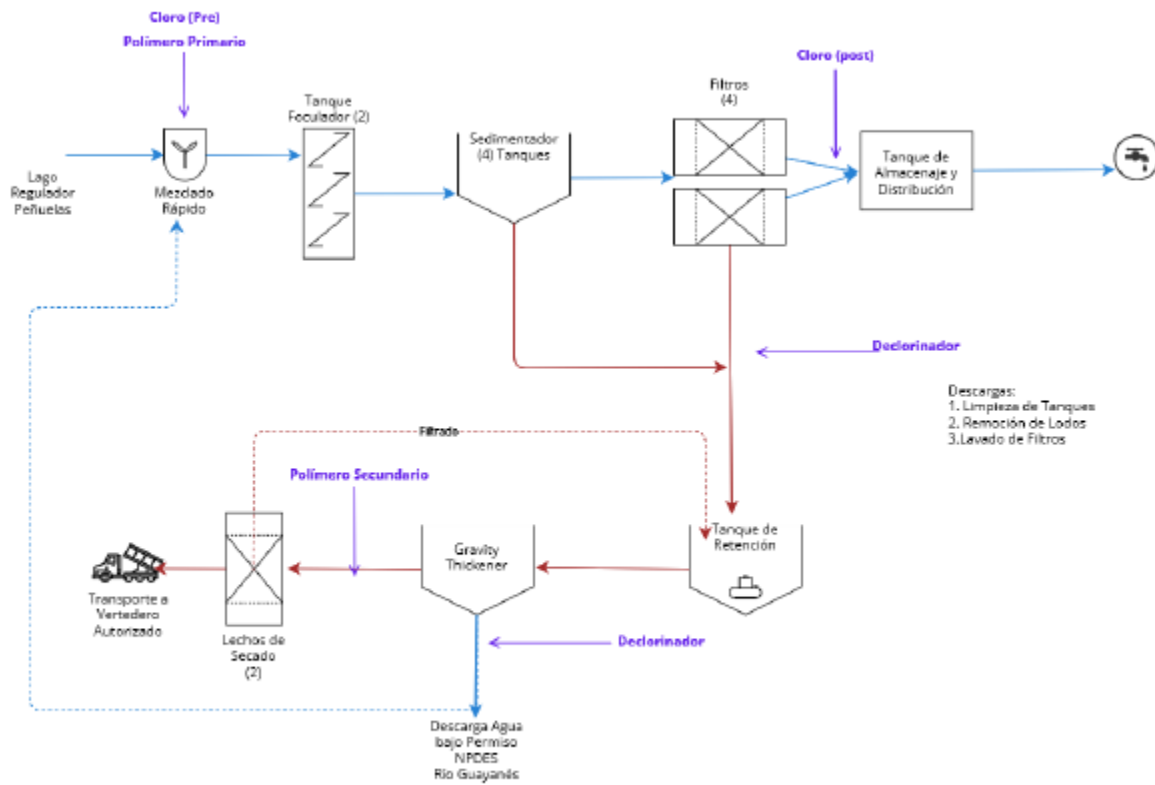 Cloro (Pre)
Polímero Primario
Cloro (post)
Tanque
Foculador (2)
Filtros
(4)
Sedimentador
(4) Tanques
Tanque de
Almacenaje y
Distribución
Lago
Regulador
Peñuelas
Mezclado
Rápido
Declorinador
Descargas:
1. Limpieza de Tanques
2. Remoción de Lodos
3.Lavado de Filtros
Filtrado
Polímero Secundario
Tanque de
Retención
Gravity
Thickener
Transporte a
Vertedero
Autorizado
Lechos de
Secado
(2)
Declorinador
Descarga Agua
bajo Permiso
NPDES
Río Guayanés